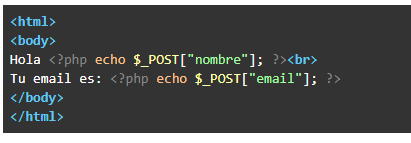 <html>
<body>
Hola <?php echo $_POST["nombre"]; ?><br>
Tu email es: <?php echo $_POST["email"]; ?>
</body>
</html>